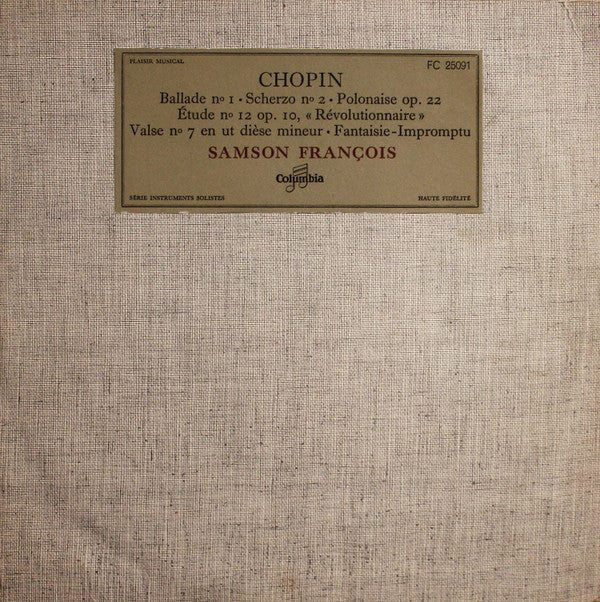 PLAISIR MUSICAL
FC 25091
CHOPIN
Ballade nº 1 • Scherzo nº 2 • Polonaise op. 22
Étude nº 12 op. 10, « Révolutionnaire »
Valse nº 7 en ut dièse mineur • Fantaisie-Impromptu
SAMSON FRANÇOIS
Columbia
SÉRIE INSTRUMENTS SOLISTES
HAUTE FIDÉLITÉ